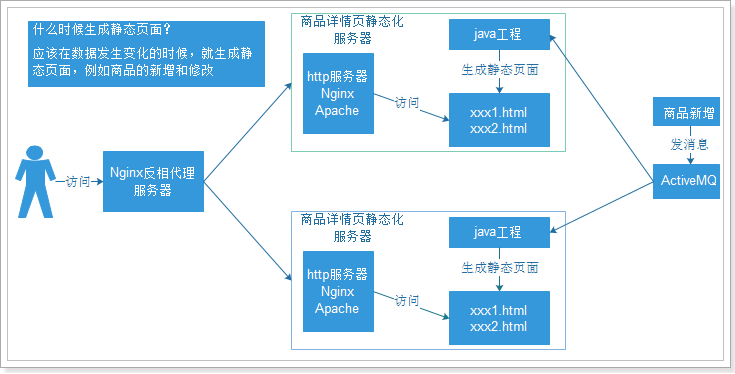 什么时候生成静态页面？
应该在数据发生变化的时候，就生成静
态页面，例如商品的新增和修改
访问
Nginx反相代理
服务器
商品详情页静态化
服务器
http服务器
Nginx
Apache
访问
java工程
生成静态页面
xxx1.html
xxx2.html
商品详情页静态化
服务器
http服务器
Nginx
Apache
访问
java工程
生成静态页面
xxx1.html
xxx2.html
商品新增
发消息
ActiveMQ